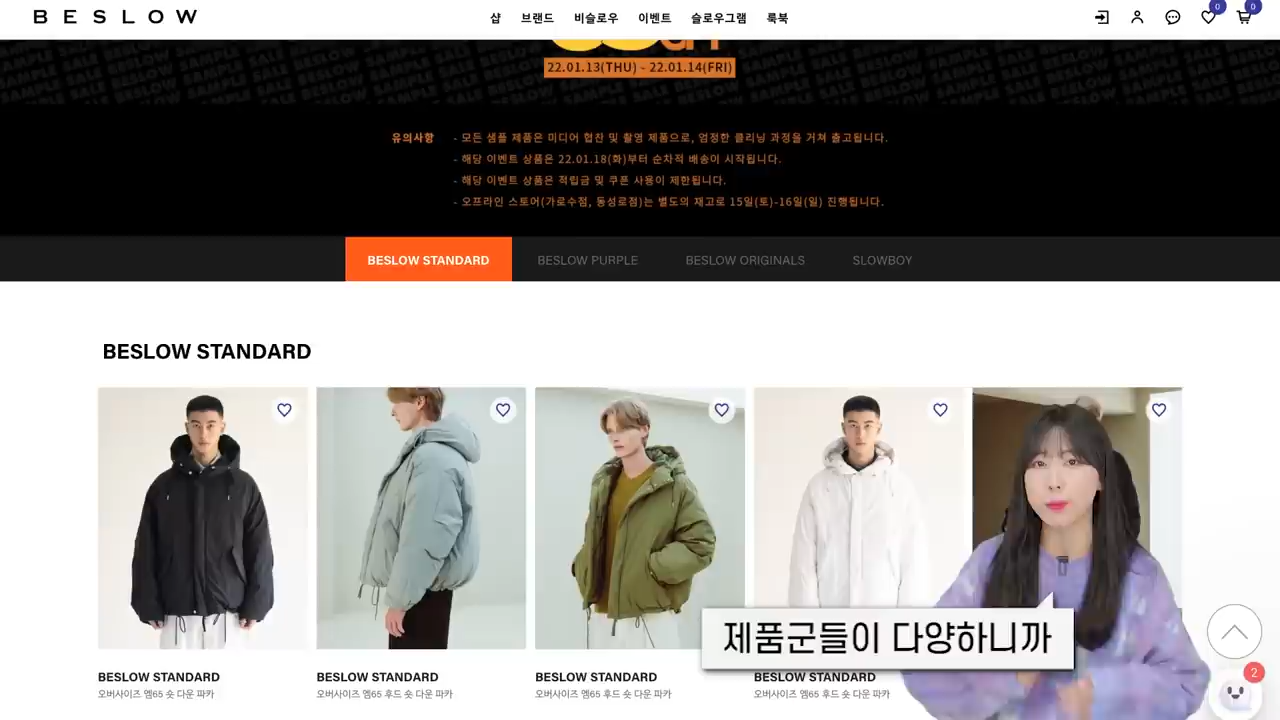 BESLOW
샵 브랜드 비슬로우 이벤트 슬로우그램 룩북
0 0
22.01.13(THU) - 22.01.14(FRI)
유의사항
- 모든 샘플 제품은 미디어 협찬 및 촬영 제품으로, 엄정한 클리닝 과정을 거쳐 출고됩니다.
- 해당 이벤트 상품은 22.01.18(화)부터 순차적 배송이 시작됩니다.
- 해당 이벤트 상품은 적립금 및 쿠폰 사용이 제한됩니다.
- 오프라인 스토어(가로수점, 동성로점)는 별도의 재고로 15일(토)-16일(일) 진행됩니다.
BESLOW STANDARD BESLOW PURPLE BESLOW ORIGINALS SLOWBOY
BESLOW STANDARD
제품군들이 다양하니까
BESLOW STANDARD BESLOW STANDARD BESLOW STANDARD BESLOW STANDARD
오버사이즈 엠65 숏 다운 파카 오버사이즈 엠65 후드 숏 다운 파카 오버사이즈 엠65 후드 숏 다운 파카 오버사이즈 엠65 후드 숏 다운 파카
2